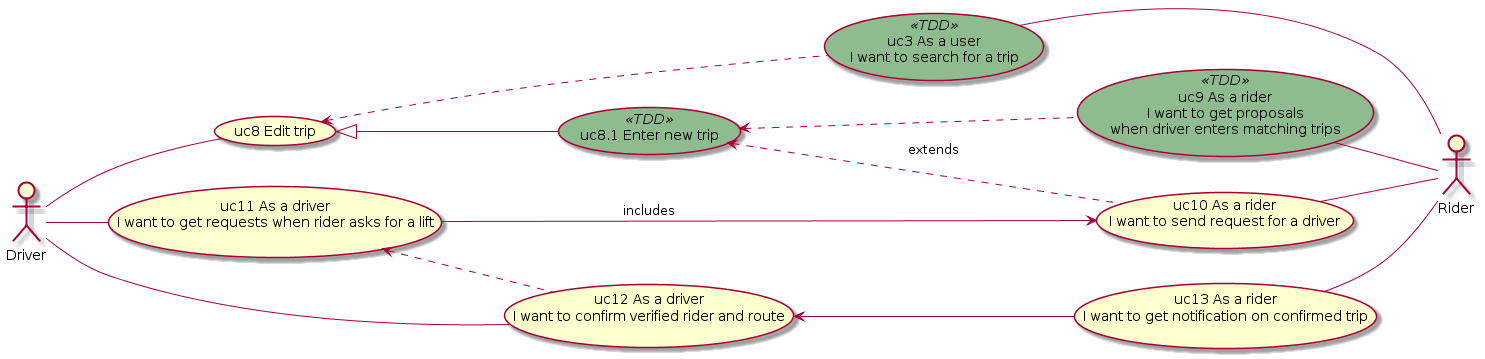 «TDD»
uc3 As a user
I want to search for a trip
«TDD»
uc9 As a rider
I want to get proposals
when driver enters matching trips
uc8 Edit trip
«TDD»
uc8.1 Enter new trip
extends
uc11 As a driver
I want to get requests when rider asks for a lift
includes
uc10 As a rider
I want to send request for a driver
Rider
Driver
uc12 As a driver
I want to confirm verified rider and route
uc13 As a rider
I want to get notification on confirmed trip